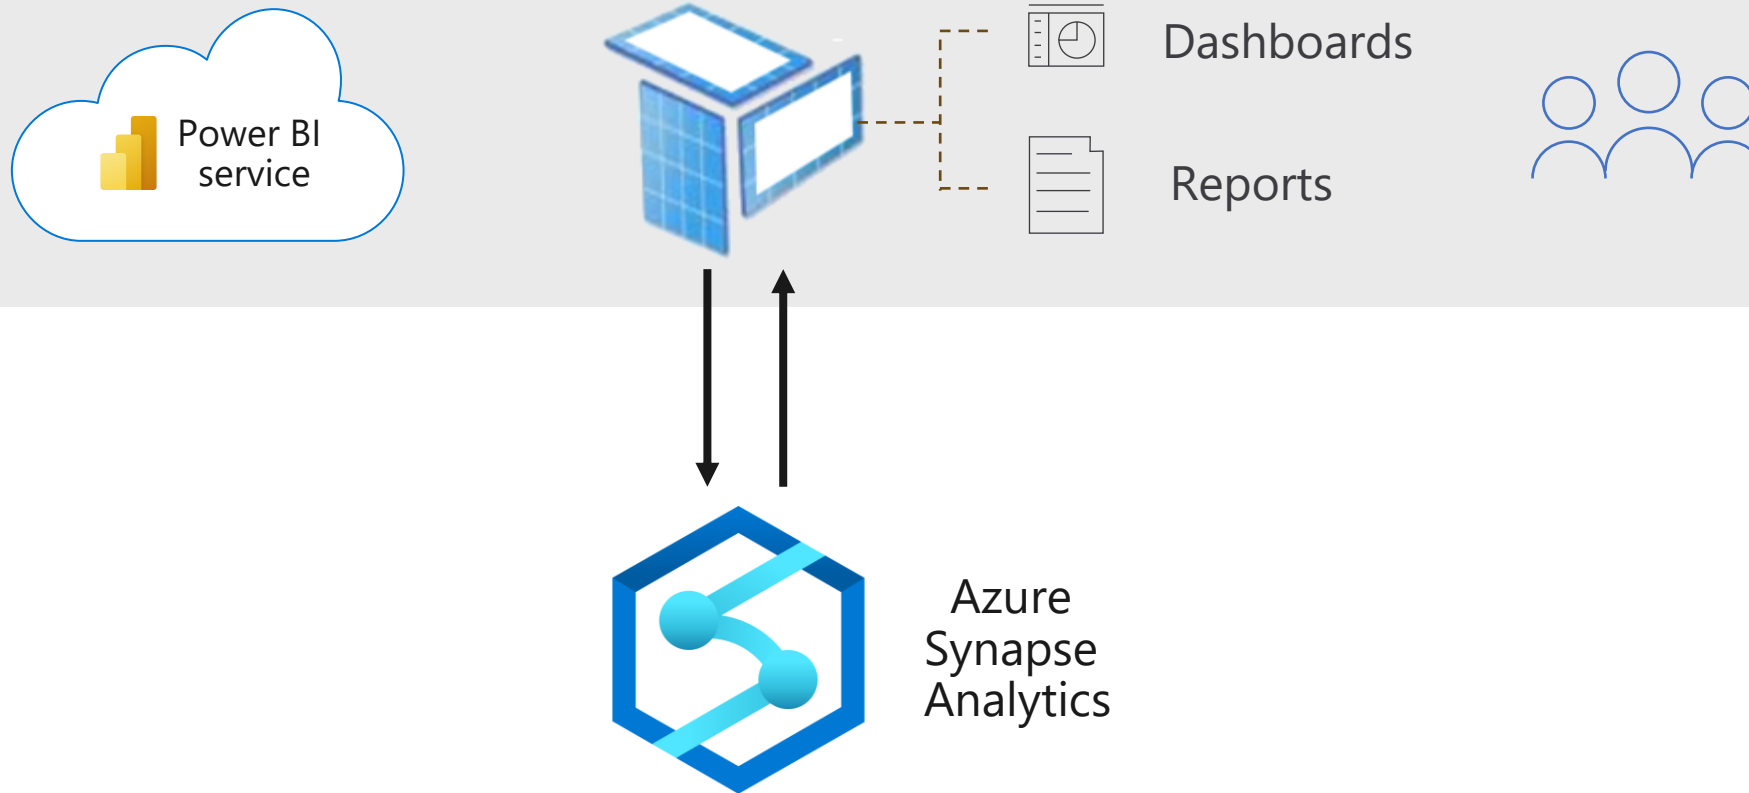 Power BI
service
Dashboards
Reports
Azure
Synapse
Analytics